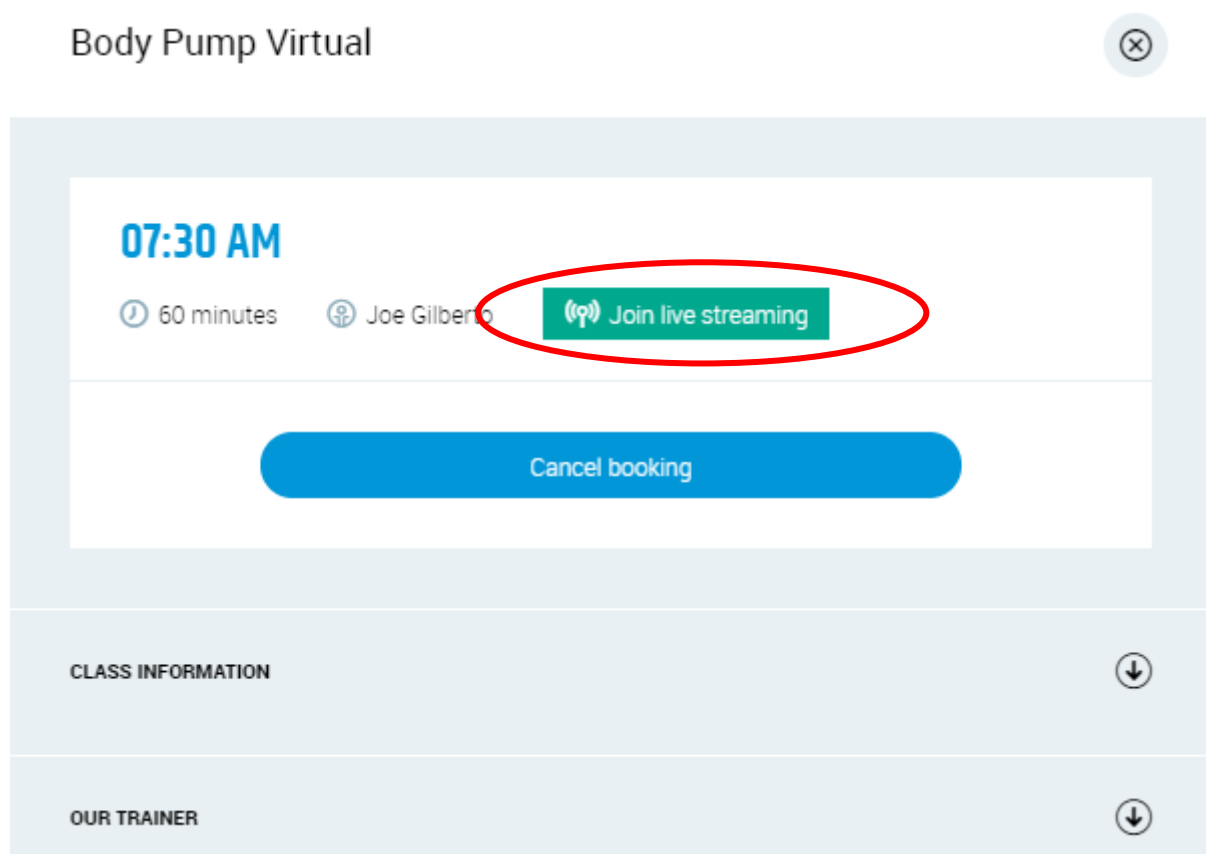 Body Pump Virtual
07:30 AM
60 minutes Joe Gilberto Join live streaming
Cancel booking
CLASS INFORMATION
OUR TRAINER